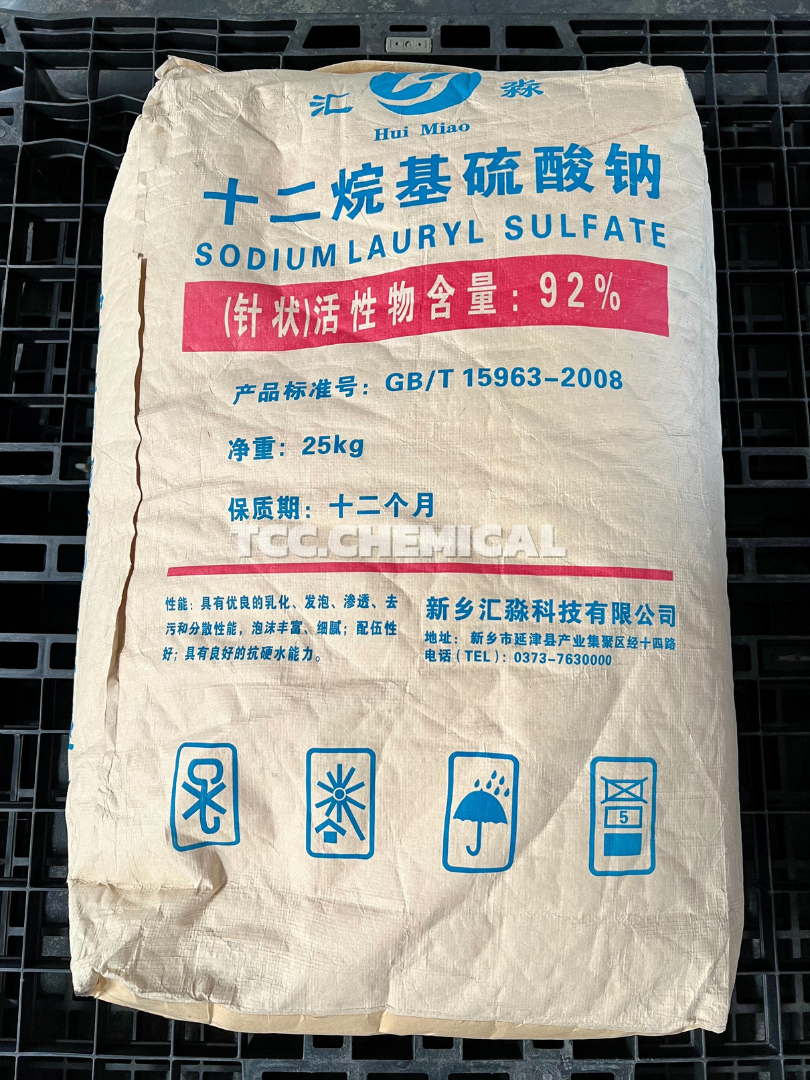 汇 淼
Hui Miao
十二烷基硫酸钠
SODIUM LAURYL SULFATE
(针状)活性物含量：92%
产品标准号：GB/T 15963-2008
净重：25kg
保质期：十二个月
TCC.CHEMICAL
性能：具有优良的乳化、发泡、渗透、去
污和分散性能，泡沫丰富、细腻；配伍性
好；具有良好的抗硬水能力。
新乡汇淼科技有限公司
地址：新乡市延津县产业集聚区经十四路
电话(TEL)：0373-7630000
5